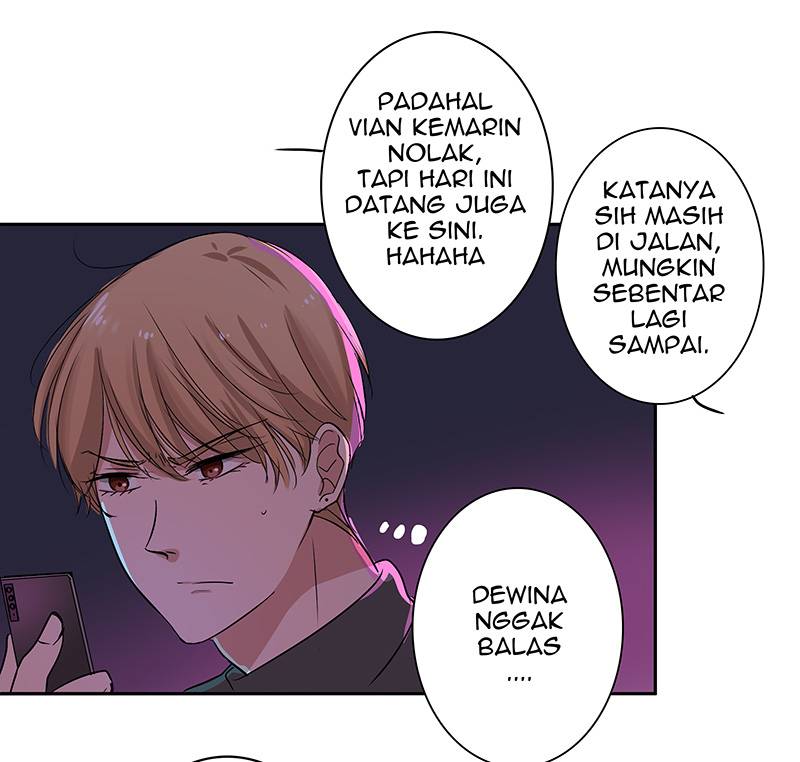 PADAHAL
VIAN KEMARIN
NOLAK,
TAPI HARI INI
DATANG JUGA
KE SINI.
HAHAHA
KATANYA
SIH MASIH
DI JALAN,
MUNGKIN
SEBENTAR
LAGI
SAMPAI.
DEWINA
NGGAK
BALAS
....